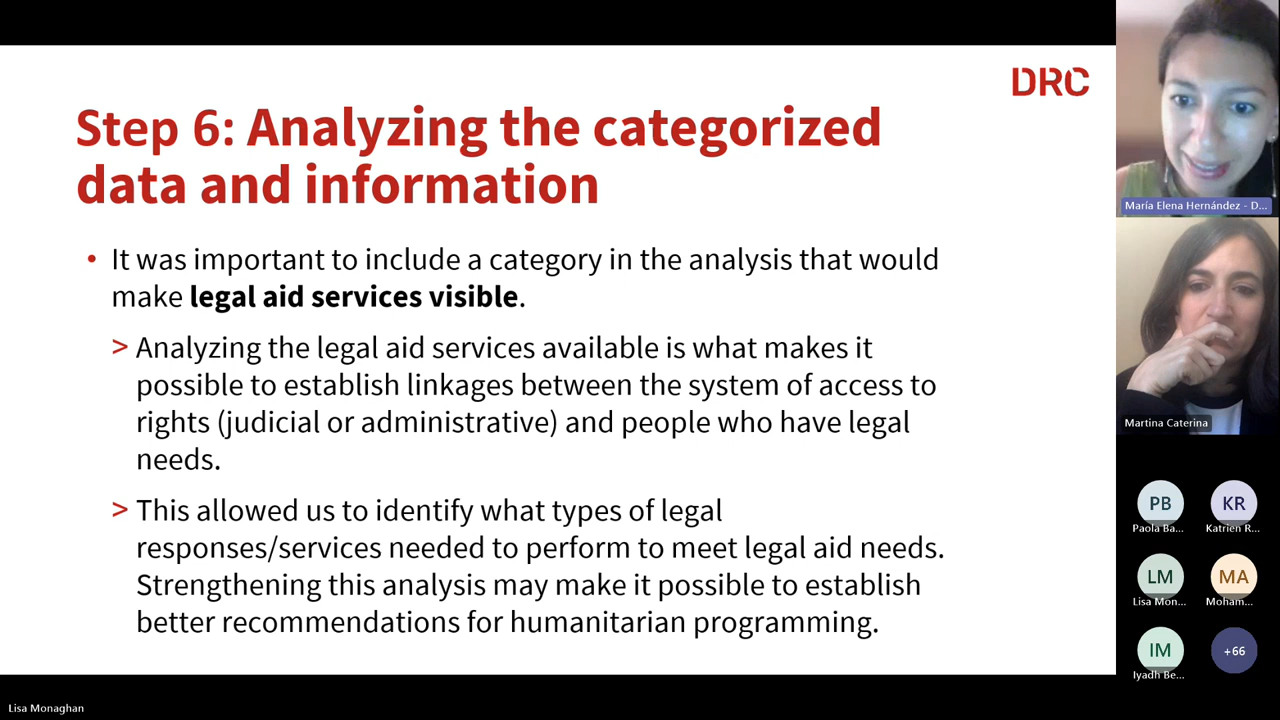 DRC
Step 6: Analyzing the categorized
data and information
• It was important to include a category in the analysis that would
make legal aid services visible.
> Analyzing the legal aid services available is what makes it
possible to establish linkages between the system of access to
rights (judicial or administrative) and people who have legal
needs.
> This allowed us to identify what types of legal
responses/services needed to perform to meet legal aid needs.
Strengthening this analysis may make it possible to establish
better recommendations for humanitarian programming.
María Elena Hernández - D...
Martina Caterina
PB
KR
Paola Ba...
Katrien R...
LM
MA
Lisa Mon...
Moham...
IM
+66
Iyadh Be...
Lisa Monaghan